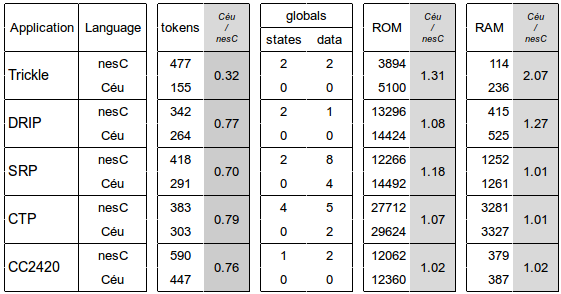 Application Language tokens Céu / nesC globals states data ROM Céu / nesC RAM Céu / nesC
Trickle nesC 477 0.32 2 2 3894 1.31 114 2.07
Céu 155 0 0 5100 236
DRIP nesC 342 0.77 2 1 13296 1.08 415 1.27
Céu 264 0 0 14424 525
SRP nesC 418 0.70 2 8 12266 1.18 1252 1.01
Céu 291 0 4 14492 1261
CTP nesC 383 0.79 4 5 27712 1.07 3281 1.01
Céu 303 0 2 29624 3327
CC2420 nesC 590 0.76 1 2 12062 1.02 379 1.02
Céu 447 0 0 12360 387